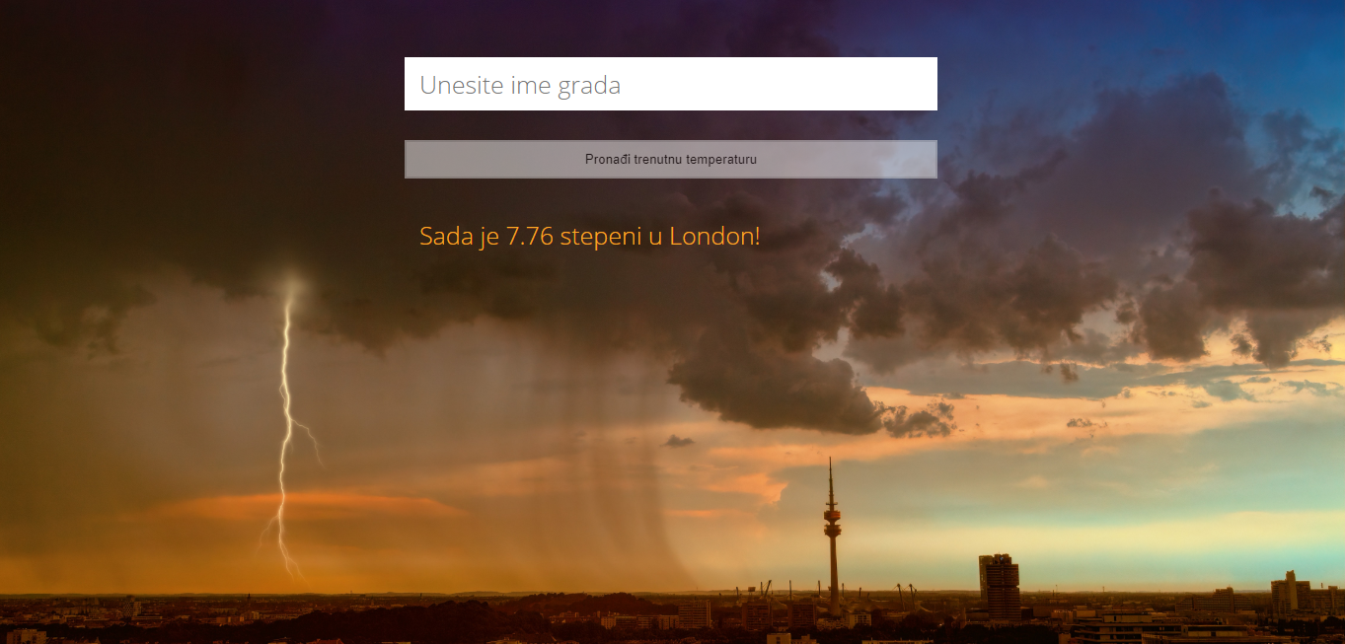 Unesite ime grada
Pronađi trenutnu temperaturu
Sada je 7.76 stepeni u London!